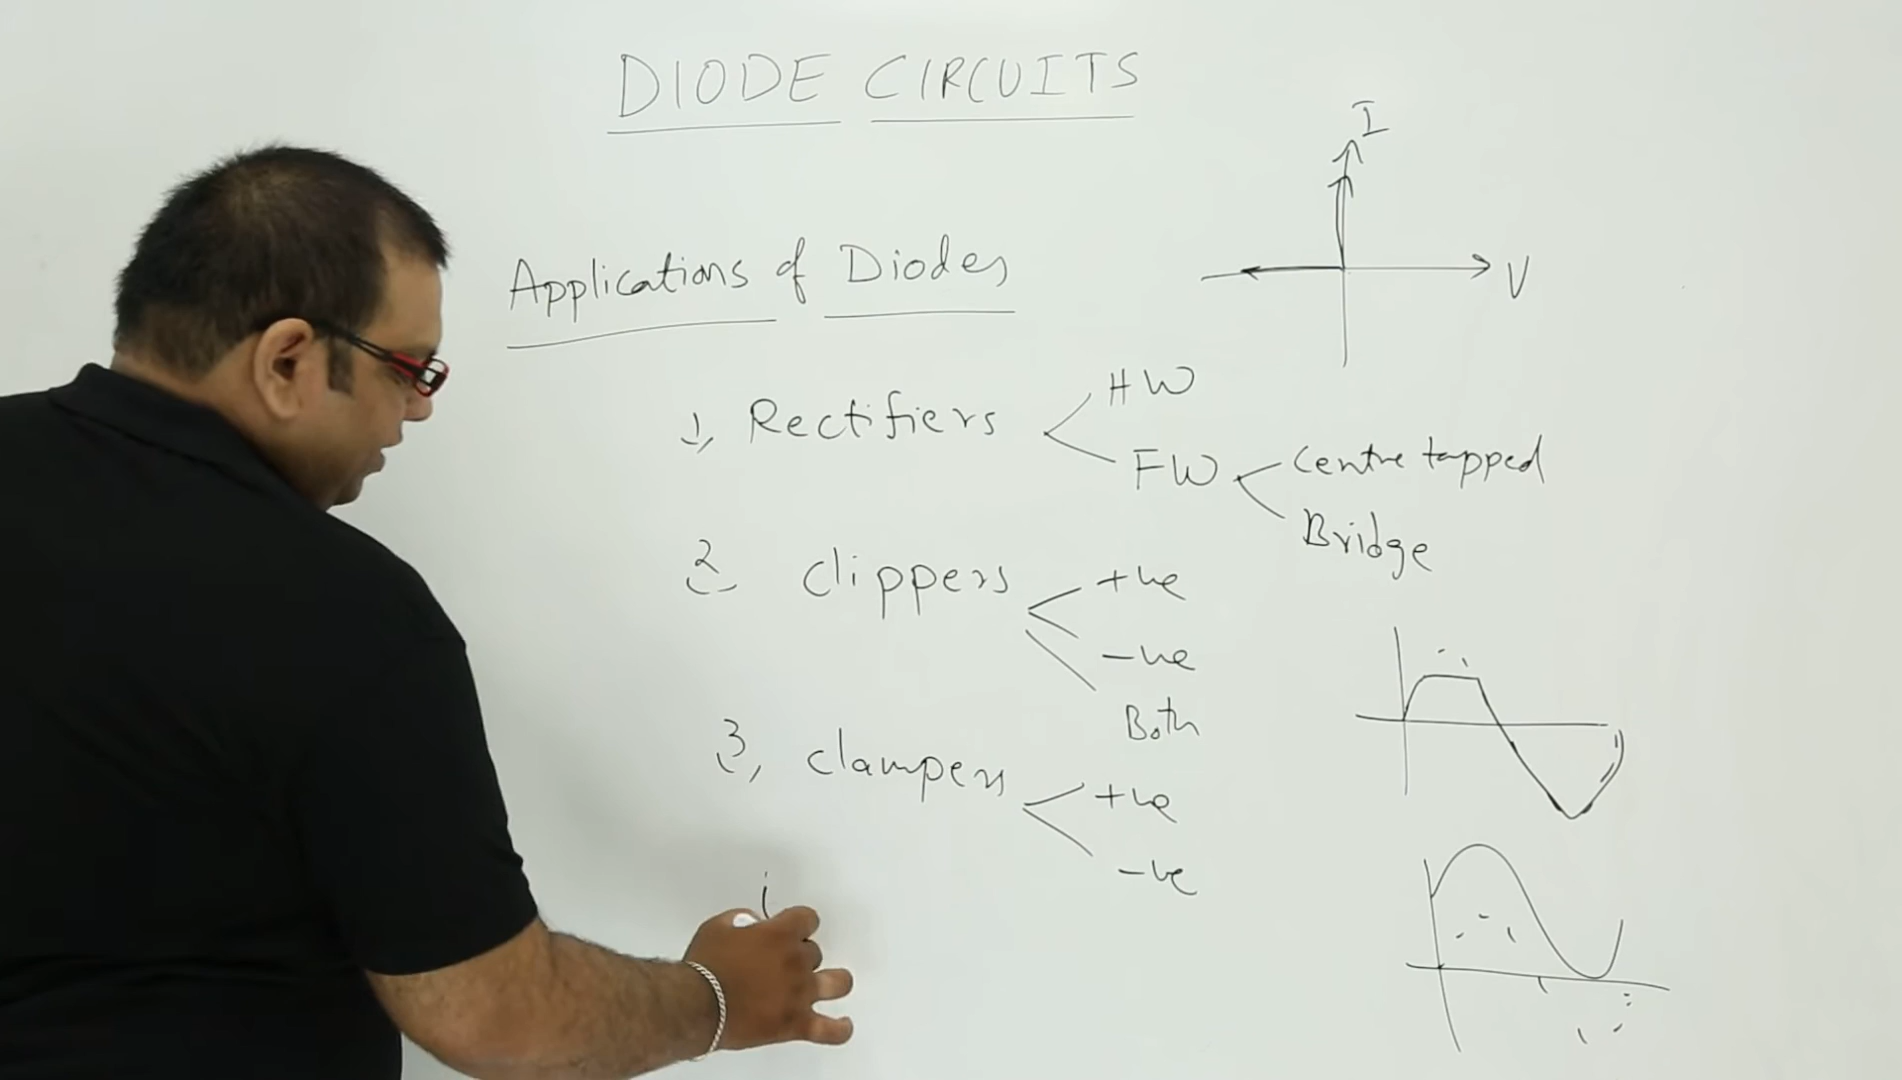 DIODE CIRCUITS
I
V
Applications of Diodes
1, Rectifiers
HW
FW
Centre tapped
Bridge
2 clippers
+ve
-ve
Both
3, clampers
+ve
-ve